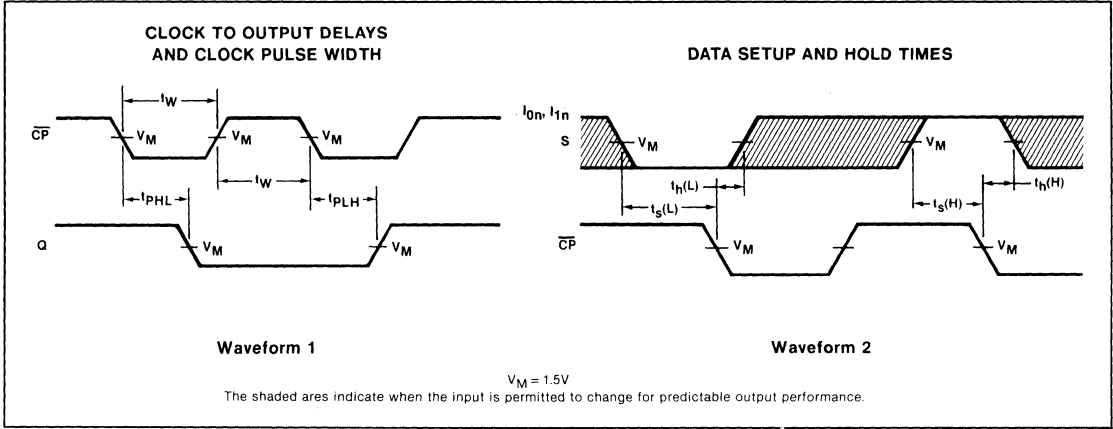 CLOCK TO OUTPUT DELAYS
AND CLOCK PULSE WIDTH
tW
CP
VM
VM
VM
tW
tPHL
tPLH
Q
VM
VM
Waveform 1
DATA SETUP AND HOLD TIMES
I0n, I1n
S
VM
VM
th(L)
th(H)
ts(L)
ts(H)
CP
VM
VM
Waveform 2
VM = 1.5V
The shaded ares indicate when the input is permitted to change for predictable output performance.